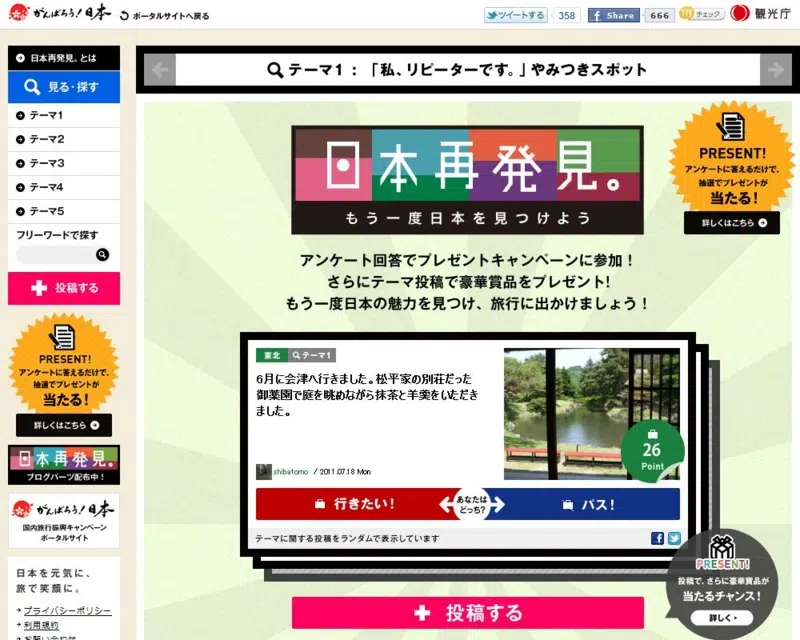 がんばろう！日本
ポータルサイトへ戻る
ツイートする
358
Share
666
チェック
観光庁
日本再発見。とは
見る・探す
テーマ1
テーマ2
テーマ3
テーマ4
テーマ5
フリーワードで探す
投稿する
PRESENT!
アンケートに答えるだけで、
抽選でプレゼントが
当たる！
詳しくはこちら
日本再発見。
ブログパーツ配布中！
がんばろう！日本
国内旅行振興キャンペーン
ポータルサイト
日本を元気に、
旅で笑顔に。
プライバシーポリシー
利用規約
テーマ1：「私、リピーターです。」やみつきスポット
日本再発見。
もう一度日本を見つけよう
アンケート回答でプレゼントキャンペーンに参加！
さらにテーマ投稿で豪華賞品をプレゼント！
もう一度日本の魅力を見つけ、旅行に出かけましょう！
PRESENT!
アンケートに答えるだけで、
抽選でプレゼントが
当たる！
詳しくはこちら
東北
テーマ1
6月に会津へ行きました。松平家の別荘だった
御薬園で庭を眺めながら抹茶と羊羹をいただき
ました。
shibatomo / 2011.07.18 Mon
26
Point
行きたい！
あなたは
どっち？
パス！
テーマに関する投稿をランダムで表示しています
PRESENT!
投稿で、さらに豪華賞品が
当たるチャンス！
詳しく
投稿する